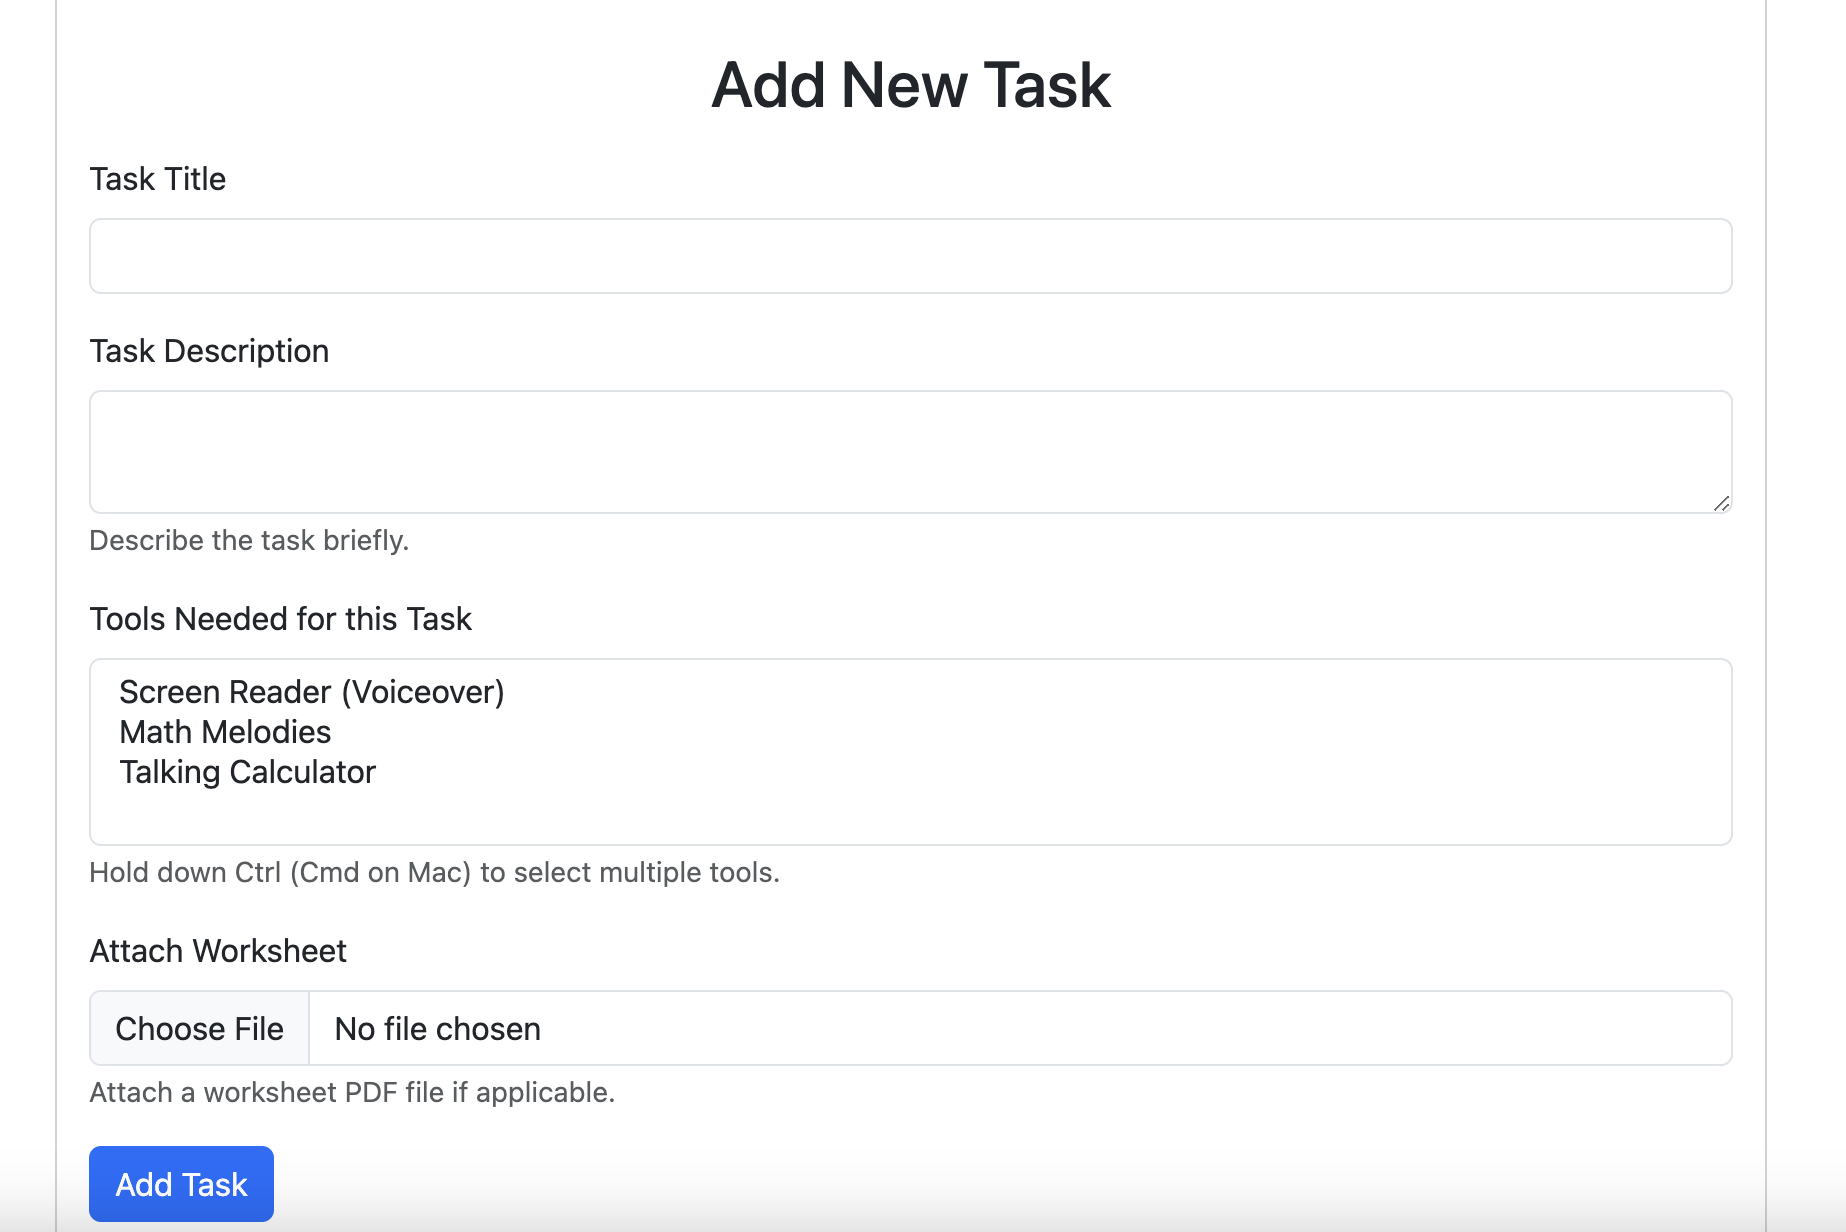 Add New Task
Task Title
Task Description
Describe the task briefly.
Tools Needed for this Task
Screen Reader (Voiceover)
Math Melodies
Talking Calculator
Hold down Ctrl (Cmd on Mac) to select multiple tools.
Attach Worksheet
Choose File No file chosen
Attach a worksheet PDF file if applicable.
Add Task